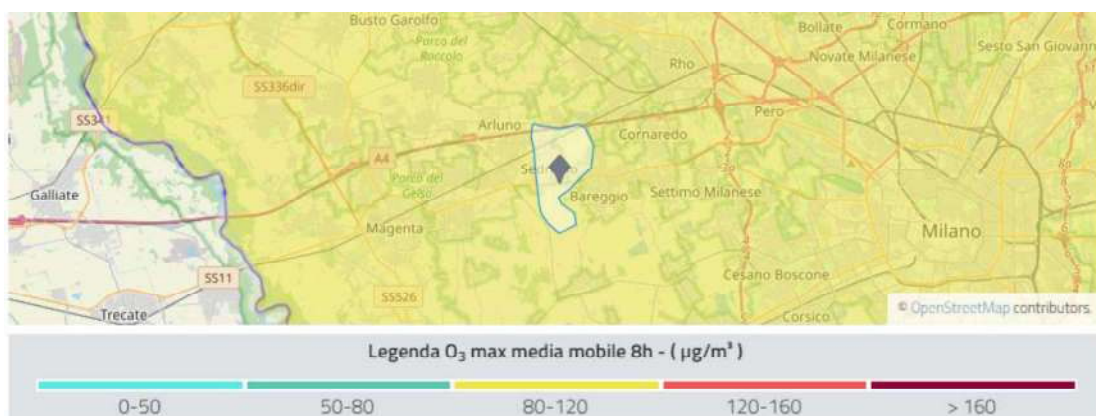 Busto Garolfo
Bollate
Cormano
Parco del
Roccolo
Novate Milanese
Sesto San Giovanni
SS336dir
Rho
Pero
Arluno
Cornaredo
A4
Galliate
Parco del
Gelso
Bareggio
Settimo Milanese
Magenta
Milano
SS11
Cesano Boscone
SS526
Trecate
Corsico
© OpenStreetMap contributors.
Legenda O₃ max media mobile 8h - ( µg/m³ )
0-50 50-80 80-120 120-160 > 160